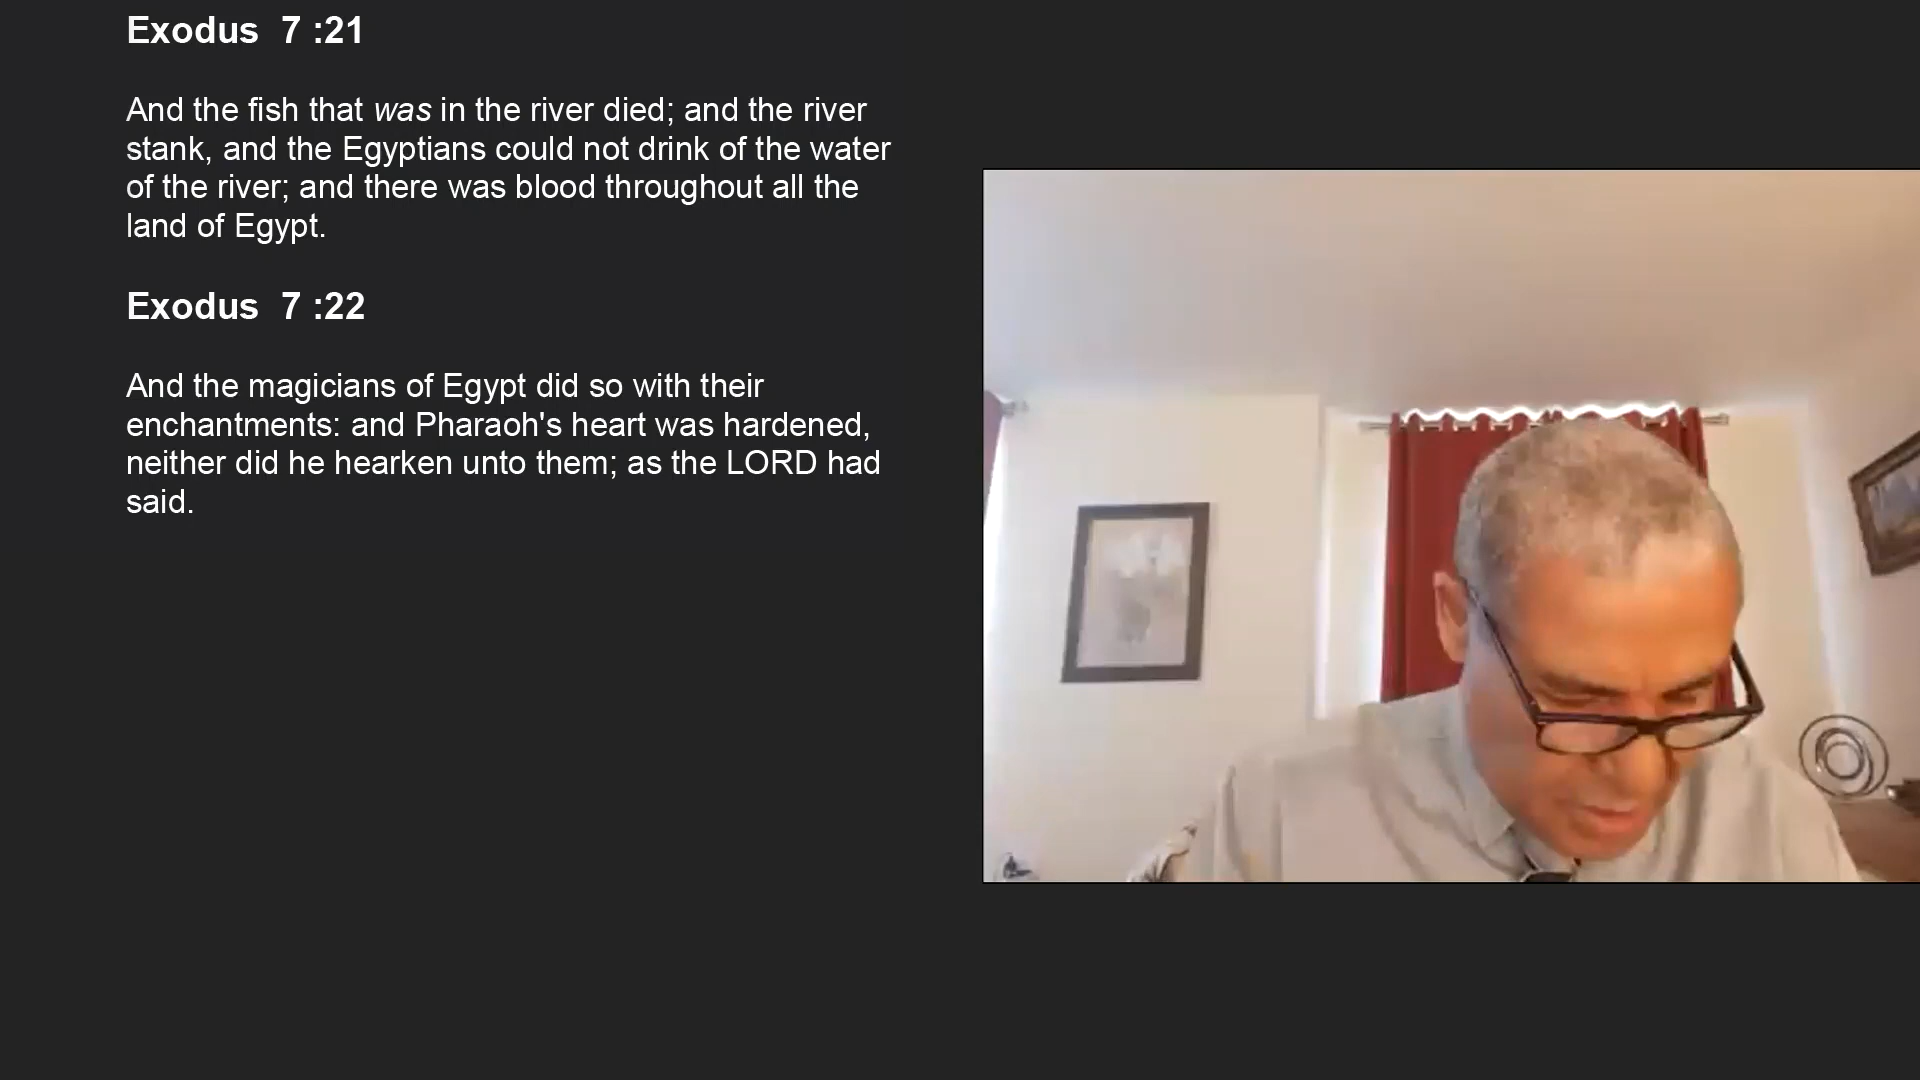 Exodus 7 :21
And the fish that was in the river died; and the river
stank, and the Egyptians could not drink of the water
of the river; and there was blood throughout all the
land of Egypt.
Exodus 7 :22
And the magicians of Egypt did so with their
enchantments: and Pharaoh's heart was hardened,
neither did he hearken unto them; as the LORD had
said.